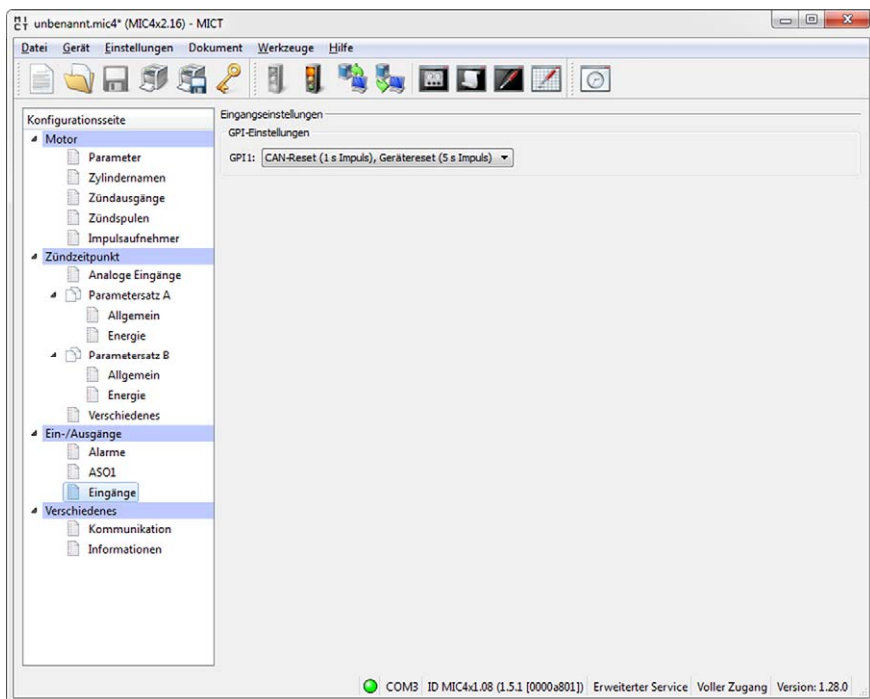 unbenannt.mic4* (MIC4x2.16) - MICT
Datei Gerät Einstellungen Dokument Werkzeuge Hilfe
Konfigurationsseite
Motor
Parameter
Zylindernamen
Zündausgänge
Zündspulen
Impulsaufnehmer
Zündzeitpunkt
Analoge Eingänge
Parametersatz A
Allgemein
Energie
Parametersatz B
Allgemein
Energie
Verschiedenes
Ein-/Ausgänge
Alarme
ASO1
Eingänge
Verschiedenes
Kommunikation
Informationen
Eingangseinstellungen
GPI-Einstellungen
GPI1: CAN-Reset (1 s Impuls), Gerätereset (5 s Impuls)
COM3 ID MIC4x1.08 (1.5.1 [0000a801]) Erweiterter Service Voller Zugang Version: 1.28.0